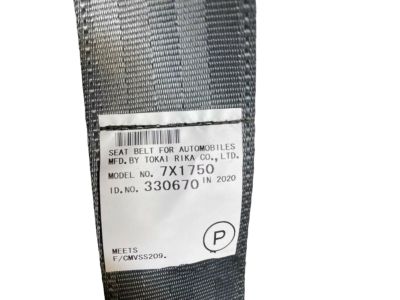 SEAT BELT FOR AUTOMOBILES
MFD.BY TOKAI RIKA CO.,LTD.
MODEL NO. 7X1750
ID.NO. 330670 IN 2020
P
MEETS
F/CMVSS209.